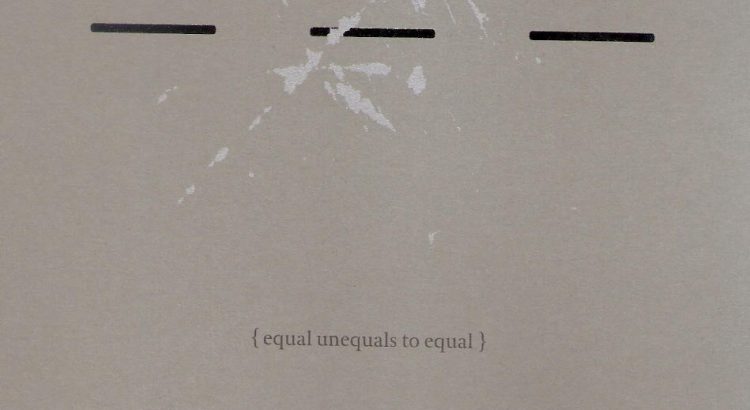 { equal unequals to equal }